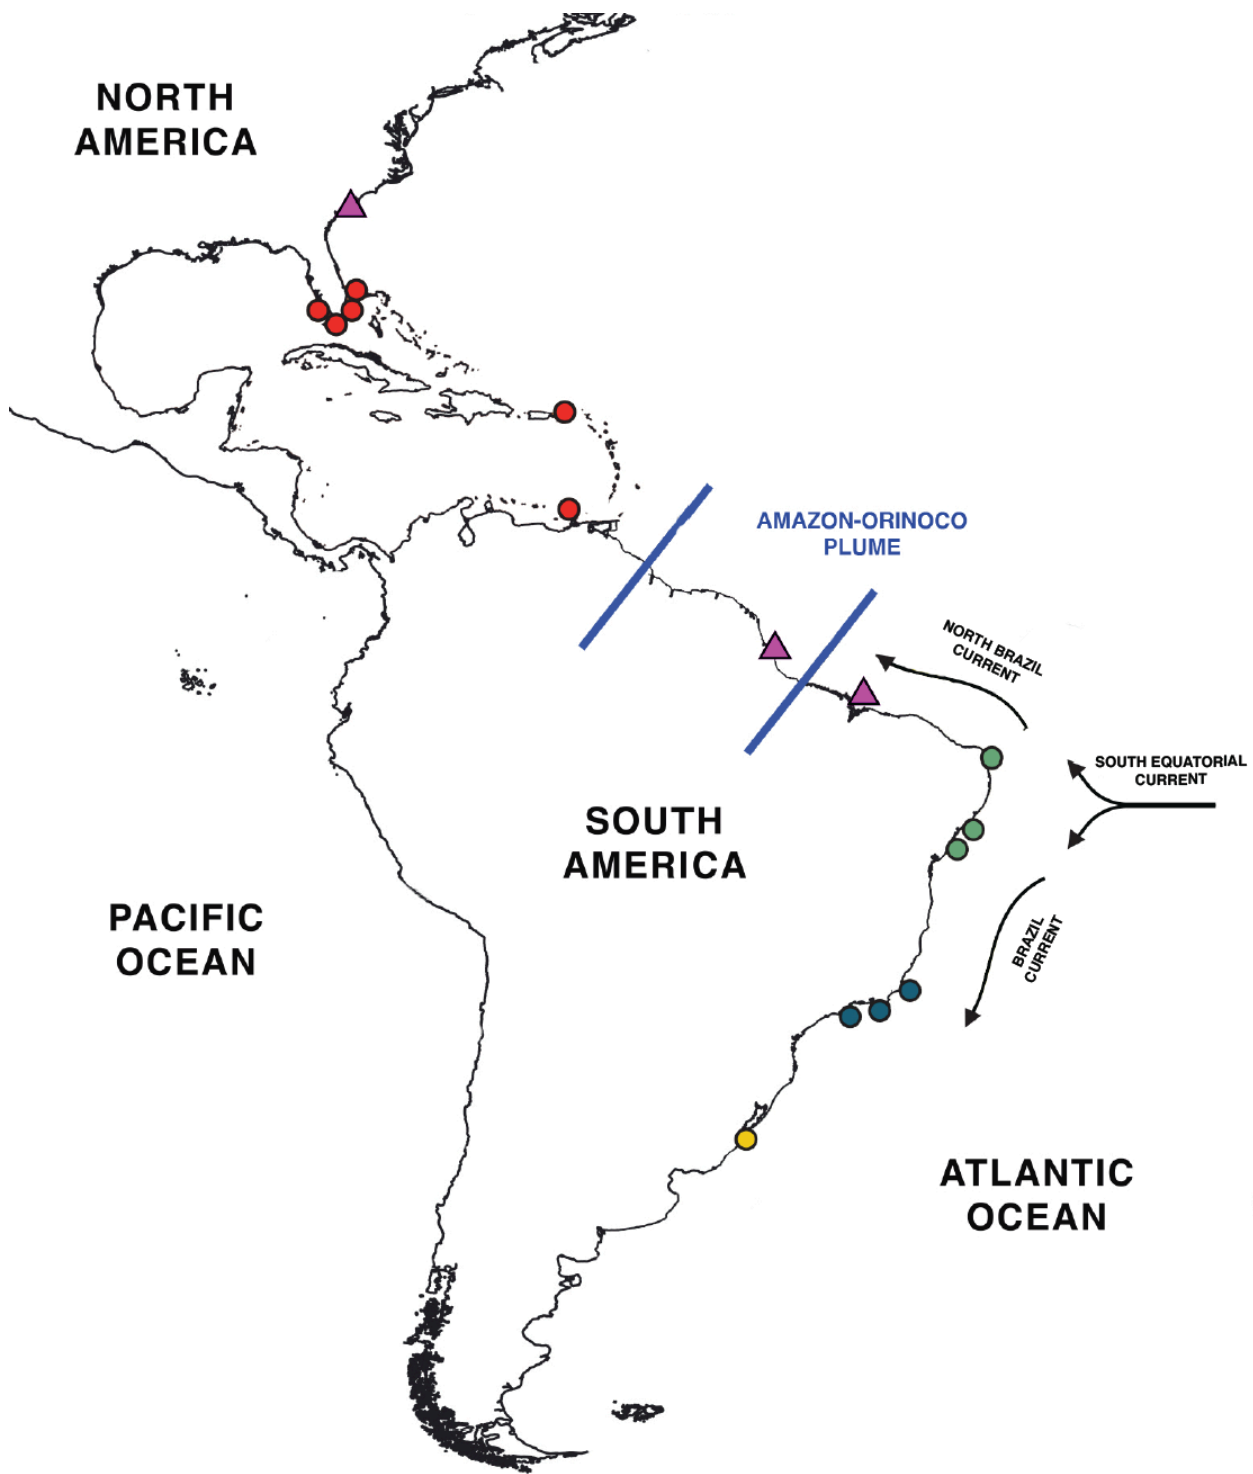 NORTH
AMERICA
AMAZON-ORINOCO
PLUME
NORTH BRAZIL
CURRENT
SOUTH EQUATORIAL
CURRENT
SOUTH
AMERICA
PACIFIC
OCEAN
BRAZIL
CURRENT
ATLANTIC
OCEAN